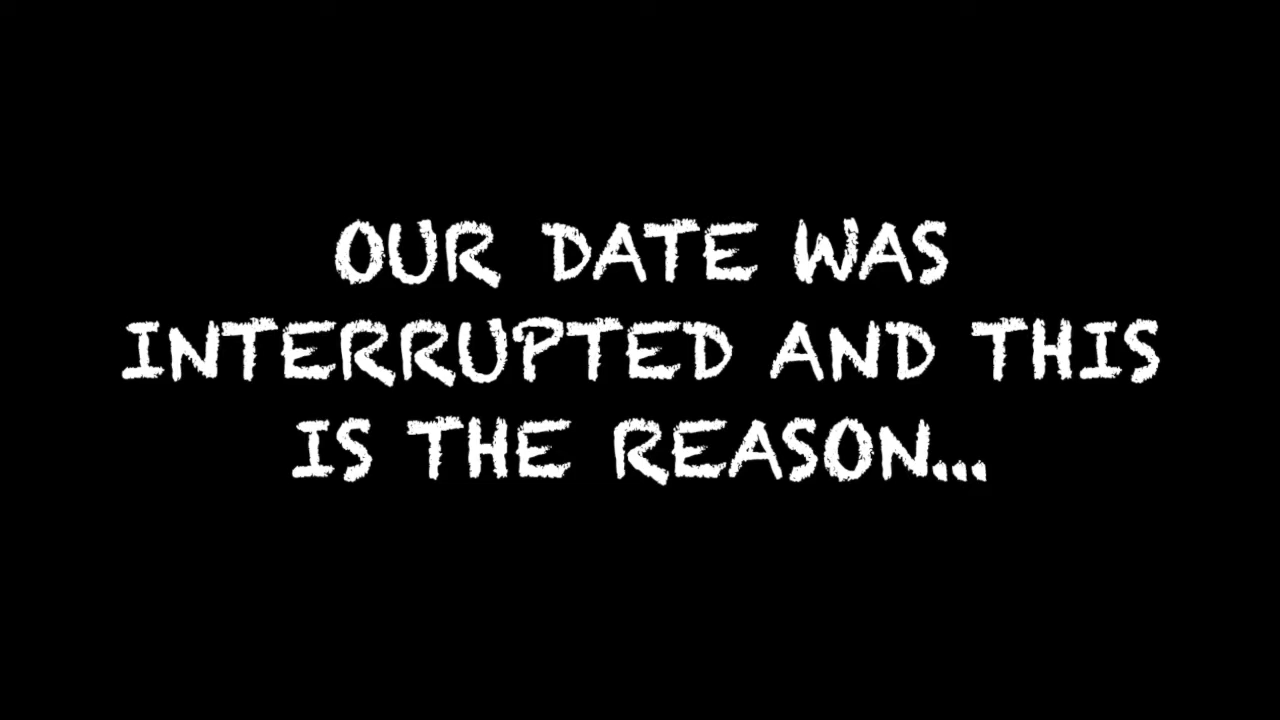 OUR DATE WAS
INTERRUPTED AND THIS
IS THE REASON...